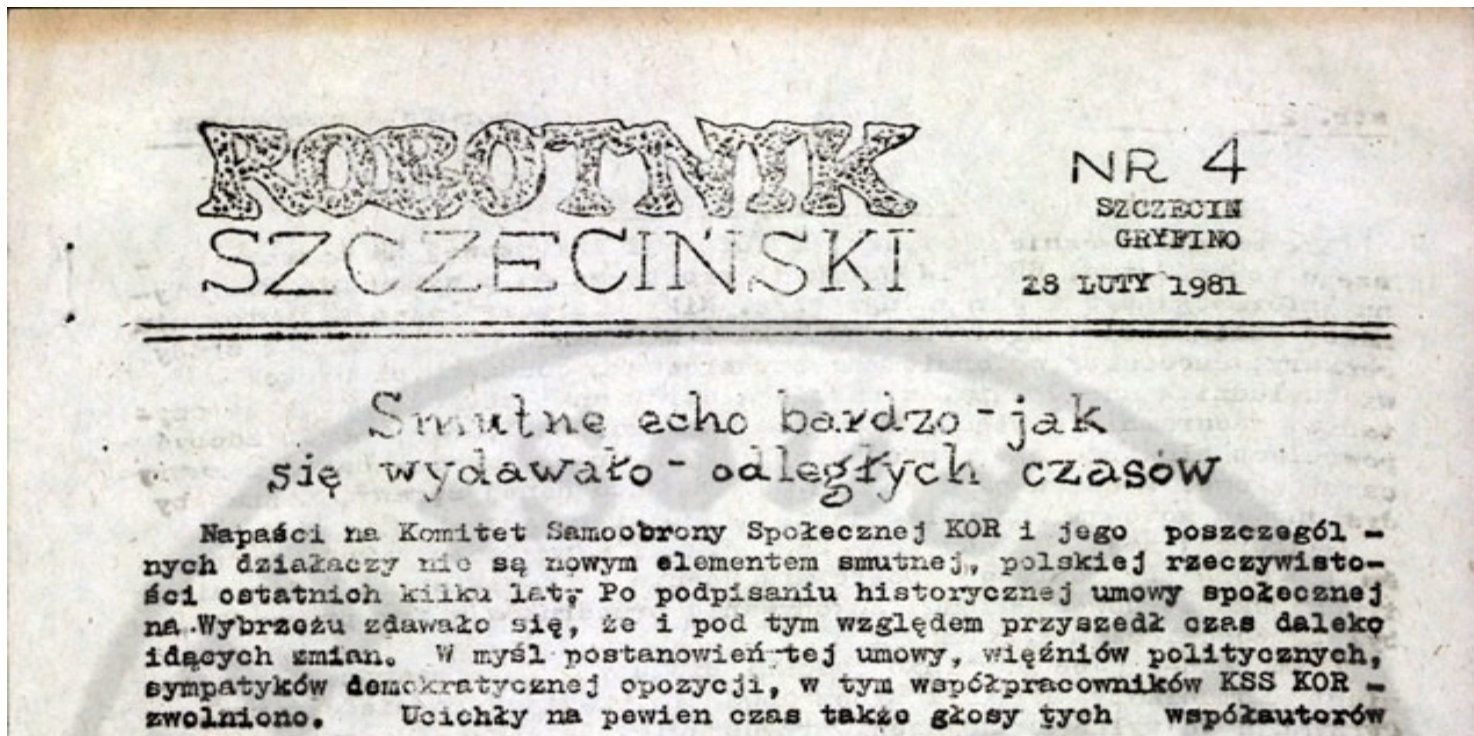 ROBOTNIK
SZCZECIŃSKI
NR 4
SZCZECIN
GRYFINO
28 LUTY 1981
Smutne echo bardzo - jak
się wydawało - odległych czasów
Napaści na Komitet Samoobrony Społecznej KOR i jego poszczegól -
nych działaczy nie są nowym elementem smutnej, polskiej rzeczywisto-
ści ostatnich kilku lat. Po podpisaniu historycznej umowy społecznej
na Wybrzeżu zdawało się, że i pod tym względem przyszedł czas daleko
idących zmian. W myśl postanowień tej umowy, więźniów politycznych,
sympatyków demokratycznej opozycji, w tym współpracowników KSS KOR -
zwolniono. Ucichły na pewien czas także głosy tych współautorów